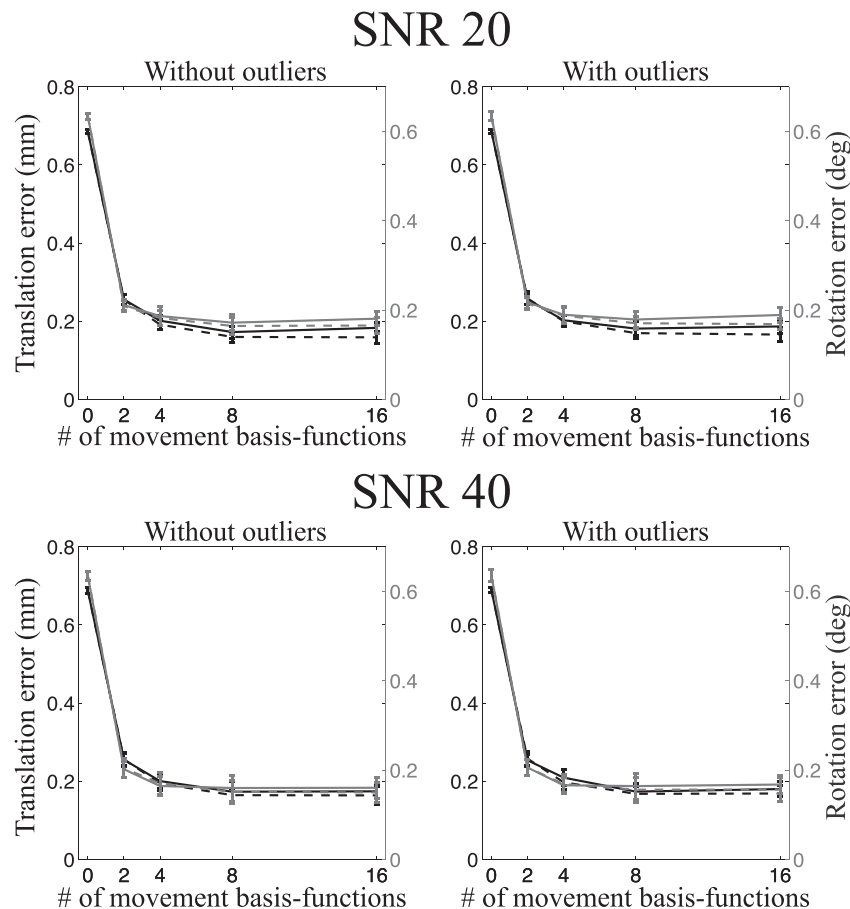 SNR 20
Without outliers
With outliers
0.8
0.6
0.4
0.2
0
0.6
0.4
0.2
0
0.8
0.6
0.4
0.2
0
0.6
0.4
0.2
0
Translation error (mm)
Rotation error (deg)
0 2 4 8 16
0 2 4 8 16
# of movement basis-functions
# of movement basis-functions
SNR 40
Without outliers
With outliers
0.8
0.6
0.4
0.2
0
0.6
0.4
0.2
0
0.8
0.6
0.4
0.2
0
0.6
0.4
0.2
0
Translation error (mm)
Rotation error (deg)
0 2 4 8 16
0 2 4 8 16
# of movement basis-functions
# of movement basis-functions